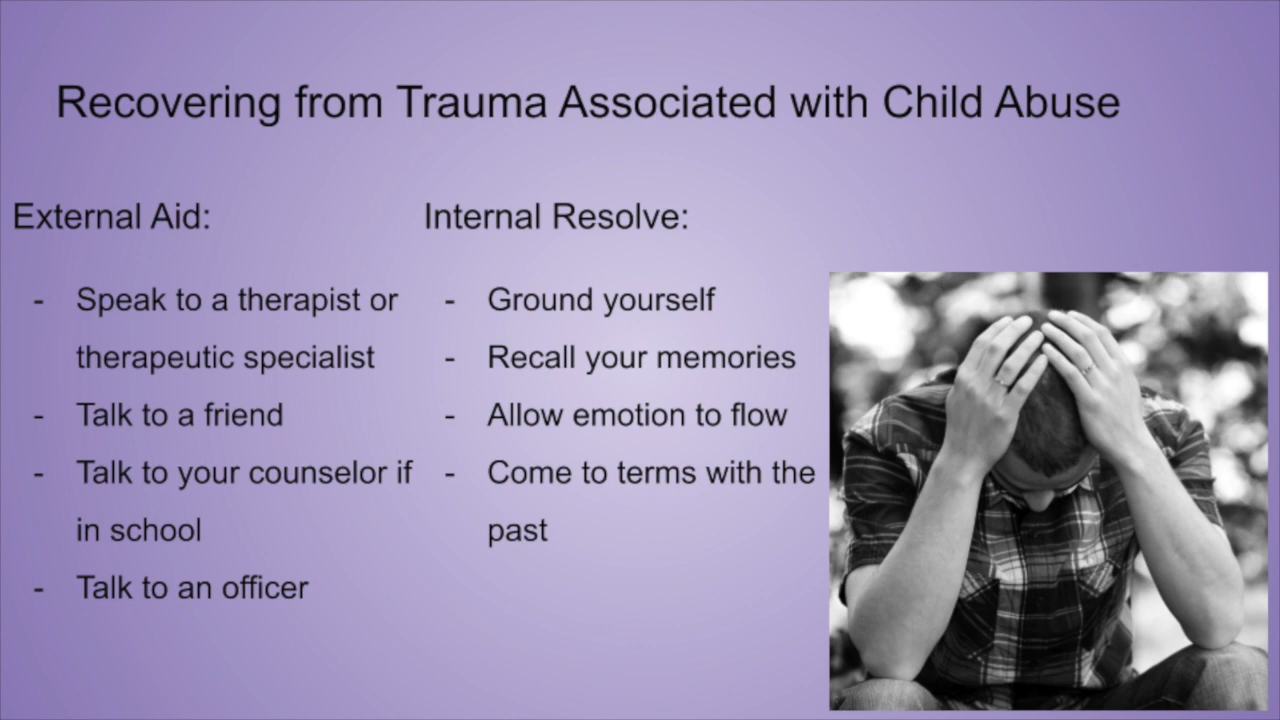 Recovering from Trauma Associated with Child Abuse
External Aid:
- Speak to a therapist or
therapeutic specialist
- Talk to a friend
- Talk to your counselor if
in school
- Talk to an officer
Internal Resolve:
- Ground yourself
- Recall your memories
- Allow emotion to flow
- Come to terms with the
past